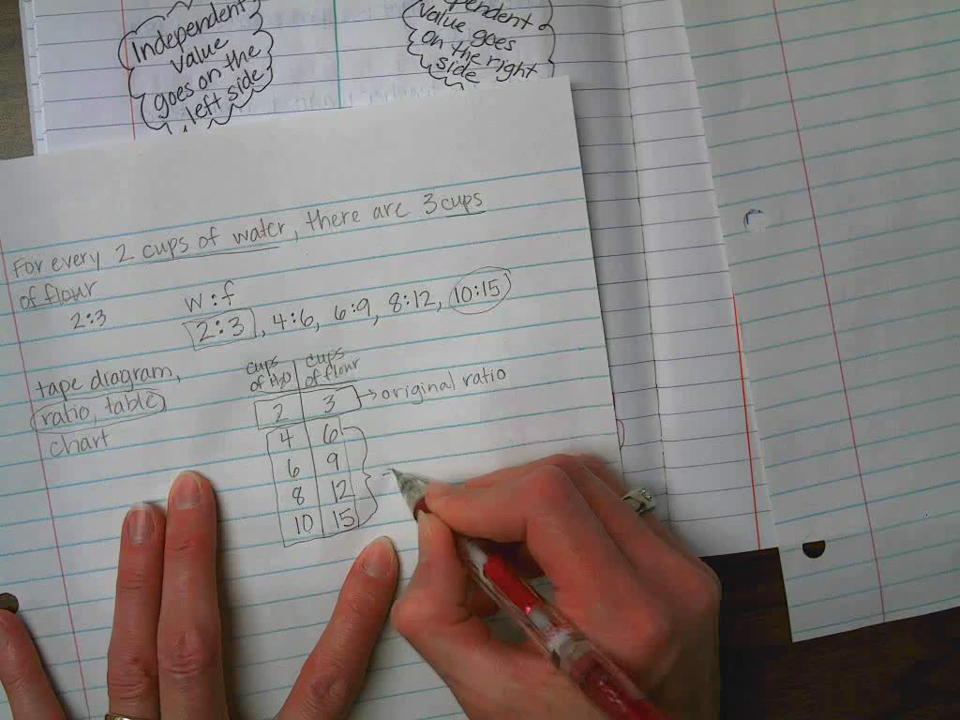 Independent
value
goes on the
left side
value goes
on the right
side
For every 2 cups of water, there are 3 cups
of flour
2:3
w:f
2:3, 4:6, 6:9, 8:12, 10:15
tape diagram,
ratio, table,
chart
cups of H2O cups of flour
2 3 → original ratio
4 6
6 9
8 12
10 15